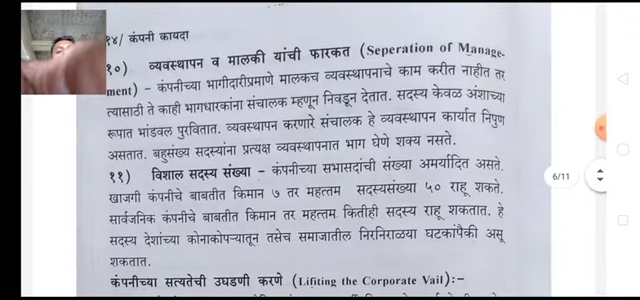 १४/ कंपनी कायदा
१०) व्यवस्थापन व मालकी यांची फारकत (Seperation of Manage-
ment) - कंपनीच्या भागीदारीप्रमाणे मालकच व्यवस्थापनाचे काम करीत नाहीत तर
त्यासाठी ते काही भागधारकांना संचालक म्हणून निवडून देतात. सदस्य केवळ अंशाच्या
रूपात भांडवल पुरवितात. व्यवस्थापन करणारे संचालक हे व्यवस्थापन कार्यात निपुण
असतात. बहुसंख्य सदस्यांना प्रत्यक्ष व्यवस्थापनात भाग घेणे शक्य नसते.
११) विशाल सदस्य संख्या - कंपनीच्या सभासदांची संख्या अमर्यादित असते.
खाजगी कंपनीचे बाबतीत किमान ७ तर महत्तम सदस्यसंख्या ५० राहू शकते.
सार्वजनिक कंपनीचे बाबतीत किमान तर महत्तम कितीही सदस्य राहू शकतात. हे
सदस्य देशांच्या कोनाकोपऱ्यातून तसेच समाजातील निरनिराळया घटकांपैकी असू
शकतात.
कंपनीच्या सत्यतेची उघडणी करणे (Lifiting the Corporate Vail) :-
6/11